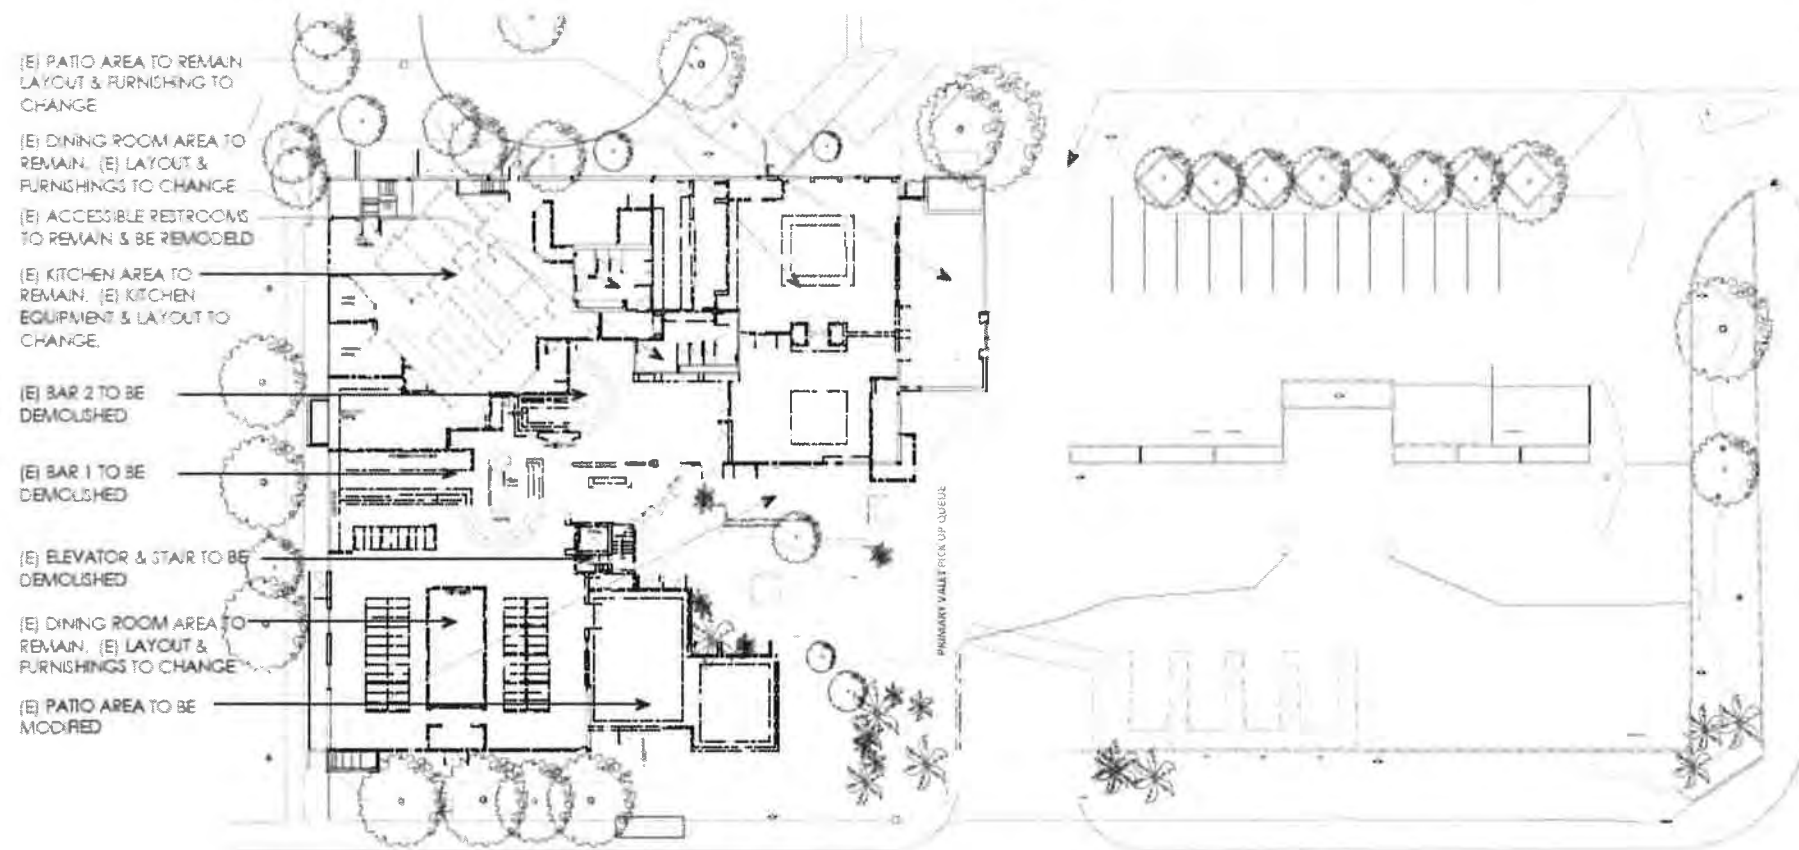 (E) PATIO AREA TO REMAIN
LAYOUT & FURNISHING TO
CHANGE
(E) DINING ROOM AREA TO
REMAIN. (E) LAYOUT &
FURNISHINGS TO CHANGE
(E) ACCESSIBLE RESTROOMS
TO REMAIN & BE REMODELD
(E) KITCHEN AREA TO
REMAIN. (E) KITCHEN
EQUIPMENT & LAYOUT TO
CHANGE.
(E) BAR 2 TO BE
DEMOLISHED
(E) BAR 1 TO BE
DEMOLISHED
(E) ELEVATOR & STAIR TO BE
DEMOLISHED
(E) DINING ROOM AREA TO
REMAIN. (E) LAYOUT &
FURNISHINGS TO CHANGE
(E) PATIO AREA TO BE
MODIFIED
PRIMARY VALET PICK UP QUEUE